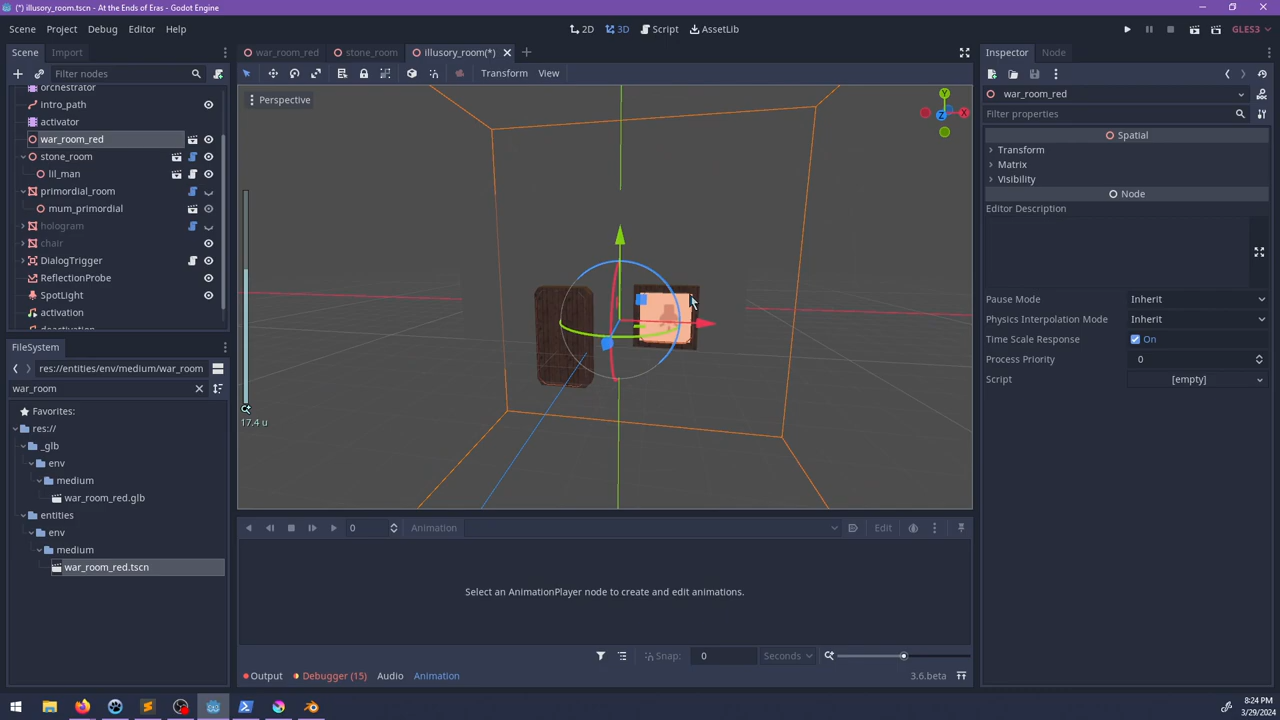 (*) illusory_room.tscn - At the Ends of Eras - Godot Engine
Scene Project Debug Editor Help
2D 3D Script AssetLib
GLES3
Scene Import
Filter nodes
orchestrator
intro_path
activator
war_room_red
stone_room
lil_man
primordial_room
mum_primordial
hologram
chair
DialogTrigger
ReflectionProbe
SpotLight
activation
deactivation
FileSystem
res://entities/env/medium/war_room
war_room
Favorites:
res://
_glb
env
medium
war_room_red.glb
entities
env
medium
war_room_red.tscn
war_room_red stone_room illusory_room(*)
Transform View
Perspective
Y
X
Z
17.4 u
0 Animation Edit
Select an AnimationPlayer node to create and edit animations.
Snap: 0 Seconds
Output Debugger (15) Audio Animation 3.6.beta
Inspector Node
war_room_red
Filter properties
Spatial
Transform
Matrix
Visibility
Node
Editor Description
Pause Mode Inherit
Physics Interpolation Mode Inherit
Time Scale Response On
Process Priority 0
Script [empty]
8:24 PM
3/29/2024